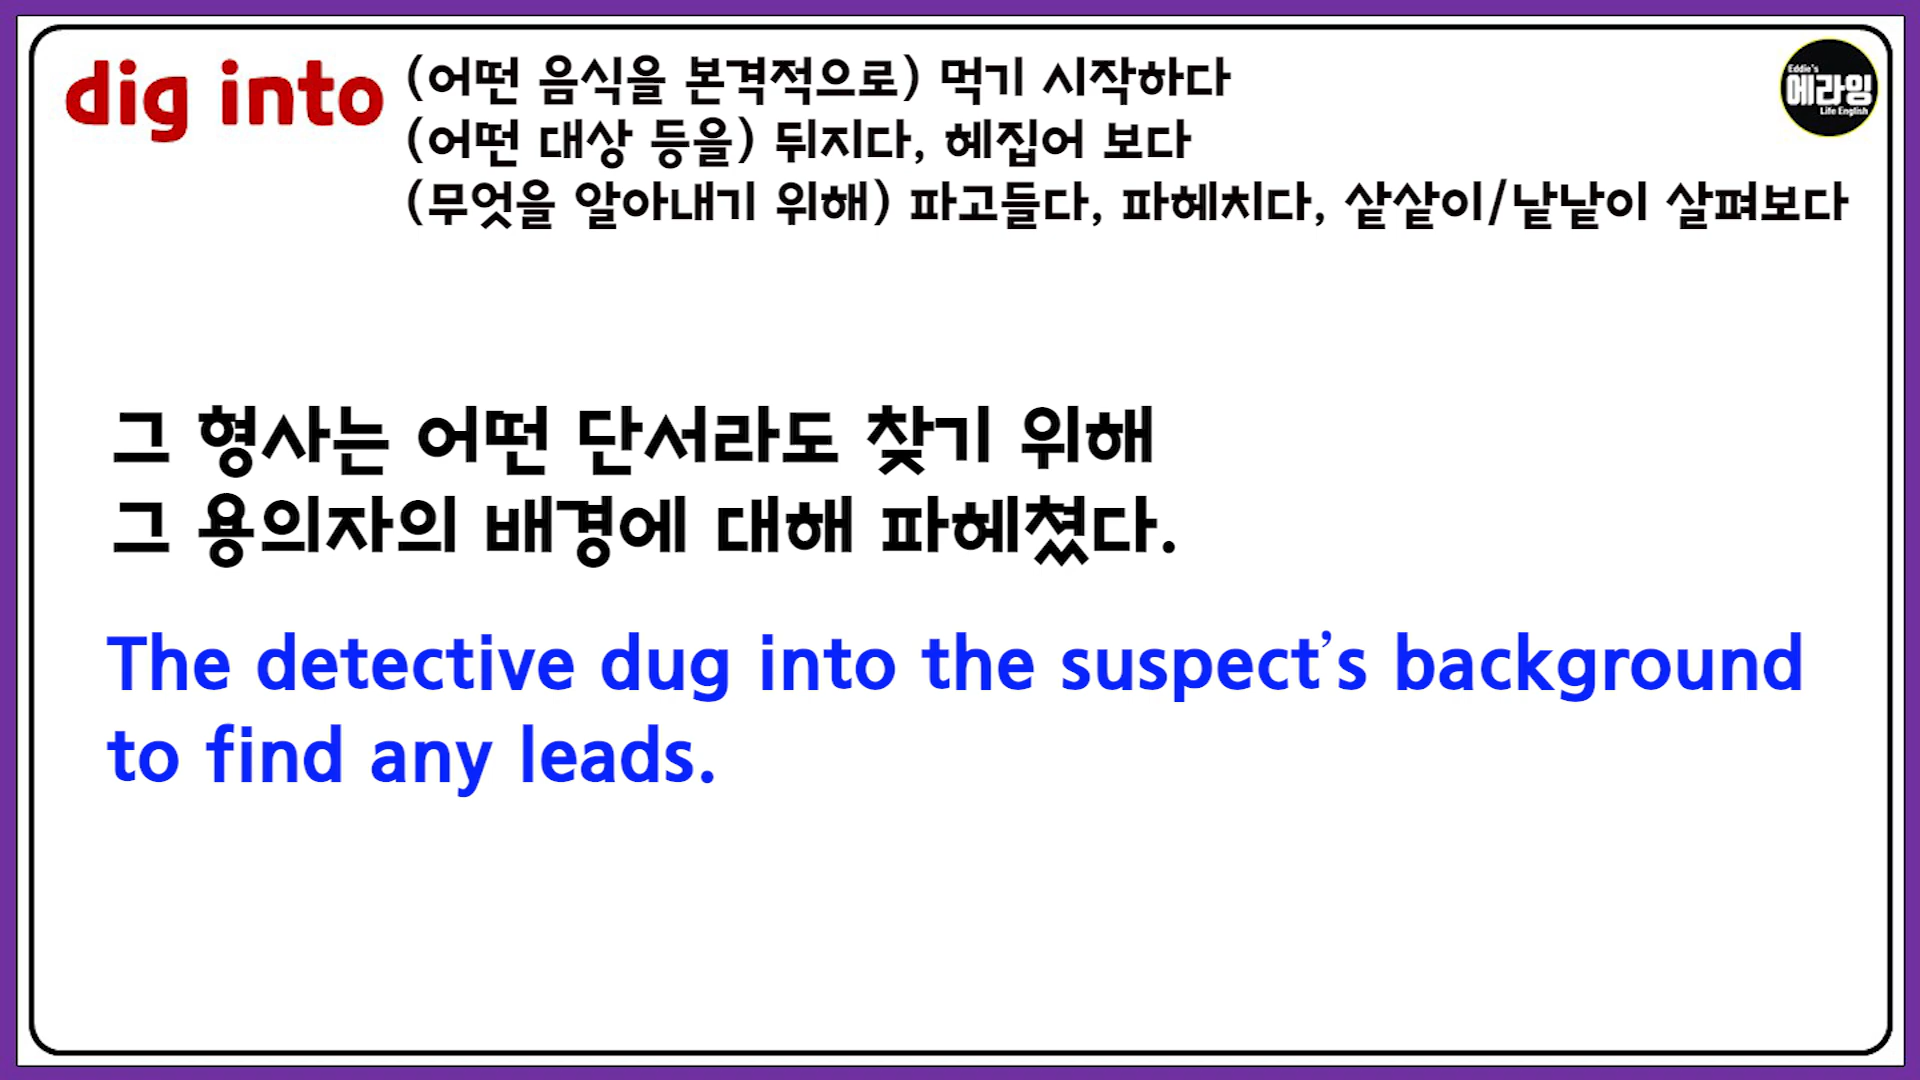 dig into (어떤 음식을 본격적으로) 먹기 시작하다
(어떤 대상 등을) 뒤지다, 헤집어 보다
(무엇을 알아내기 위해) 파고들다, 파헤치다, 샅샅이/낱낱이 살펴보다
Eddie's
에라잉
Life English
그 형사는 어떤 단서라도 찾기 위해
그 용의자의 배경에 대해 파헤쳤다.
The detective dug into the suspect’s background
to find any leads.